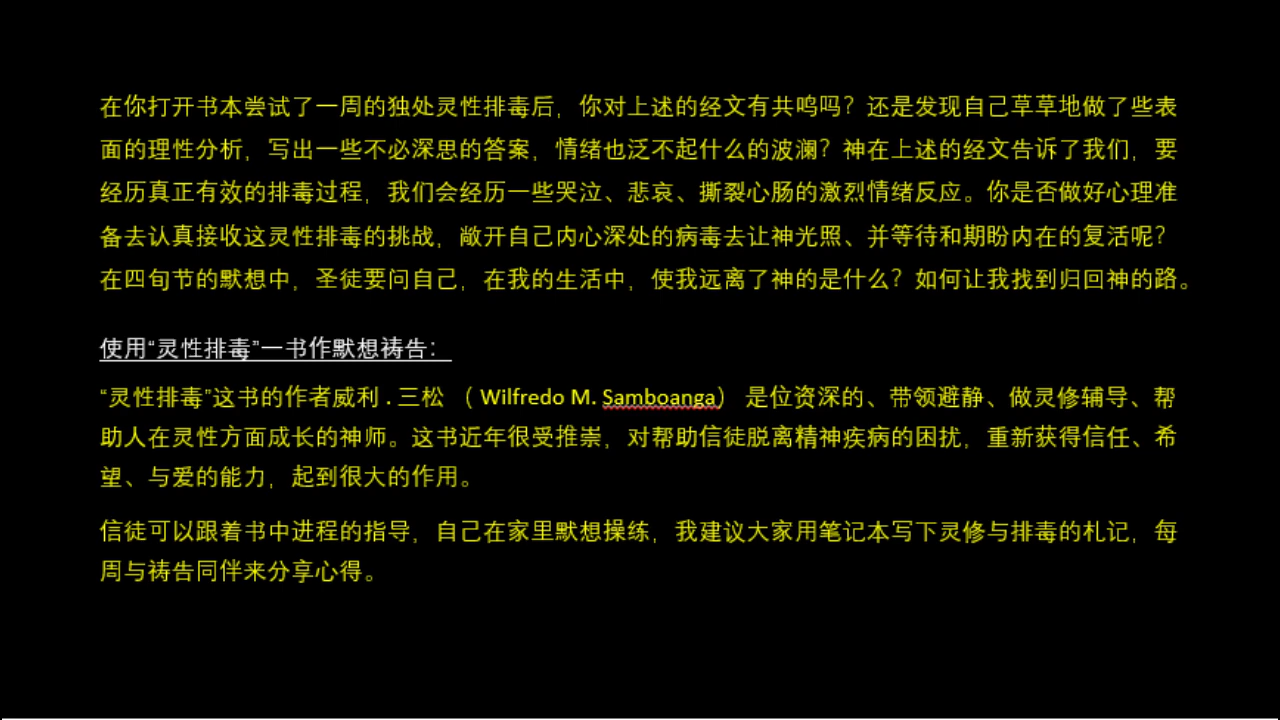 在你打开书本尝试了一周的独处灵性排毒后，你对上述的经文有共鸣吗？还是发现自己草草地做了些表
面的理性分析，写出一些不必深思的答案，情绪也泛不起什么的波澜？神在上述的经文告诉了我们，要
经历真正有效的排毒过程，我们会经历一些哭泣、悲哀、撕裂心肠的激烈情绪反应。你是否做好心理准
备去认真接收这灵性排毒的挑战，敞开自己内心深处的病毒去让神光照、并等待和期盼内在的复活呢？
在四旬节的默想中，圣徒要问自己，在我的生活中，使我远离了神的是什么？如何让我找到归回神的路。
使用“灵性排毒”一书作默想祷告：
“灵性排毒”这书的作者威利 . 三松 （ Wilfredo M. Samboanga） 是位资深的、带领避静、做灵修辅导、帮
助人在灵性方面成长的神师。这书近年很受推崇，对帮助信徒脱离精神疾病的困扰，重新获得信任、希
望、与爱的能力，起到很大的作用。
信徒可以跟着书中进程的指导，自己在家里默想操练，我建议大家用笔记本写下灵修与排毒的札记，每
周与祷告同伴来分享心得。